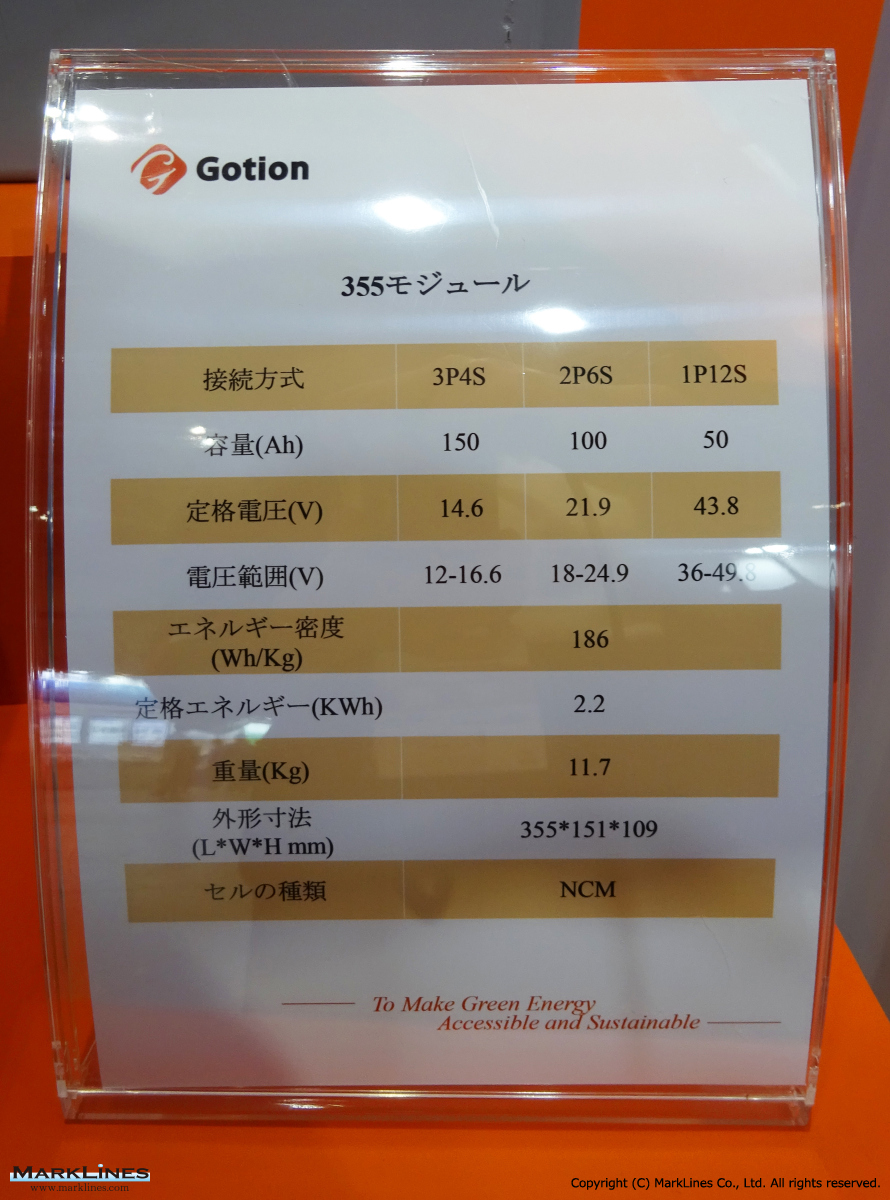 Gotion
355モジュール
接続方式 3P4S 2P6S 1P12S
容量(Ah) 150 100 50
定格電圧(V) 14.6 21.9 43.8
電圧範囲(V) 12-16.6 18-24.9 36-49.8
エネルギー密度
(Wh/Kg) 186
定格エネルギー(KWh) 2.2
重量(Kg) 11.7
外形寸法
(L*W*H mm) 355*151*109
セルの種類 NCM
To Make Green Energy
Accessible and Sustainable
MARKLINES
www.marklines.com
Copyright (C) MarkLines Co., Ltd. All rights reserved.